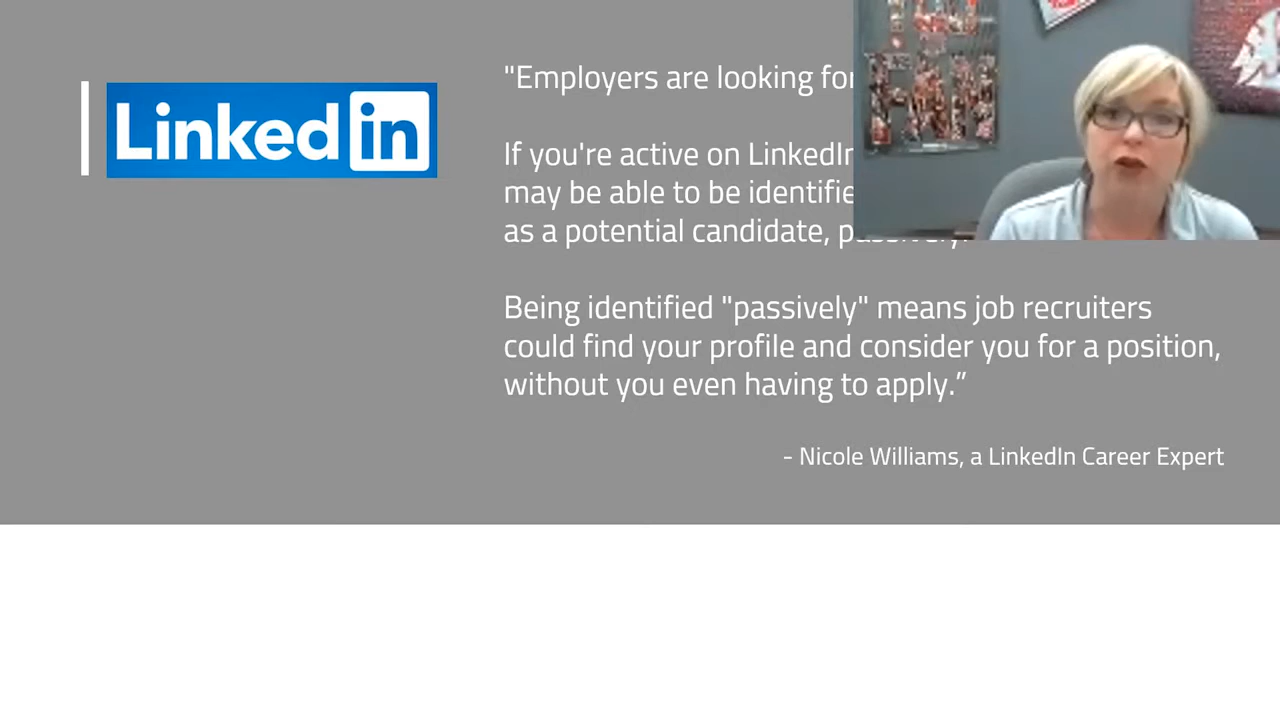 Linkedin
"Employers are looking for
If you're active on LinkedIn
may be able to be
as a potential candidate,
Being identified "passively" means job recruiters
could find your profile and consider you for a position,
without you even having to apply.”
- Nicole Williams, a LinkedIn Career Expert